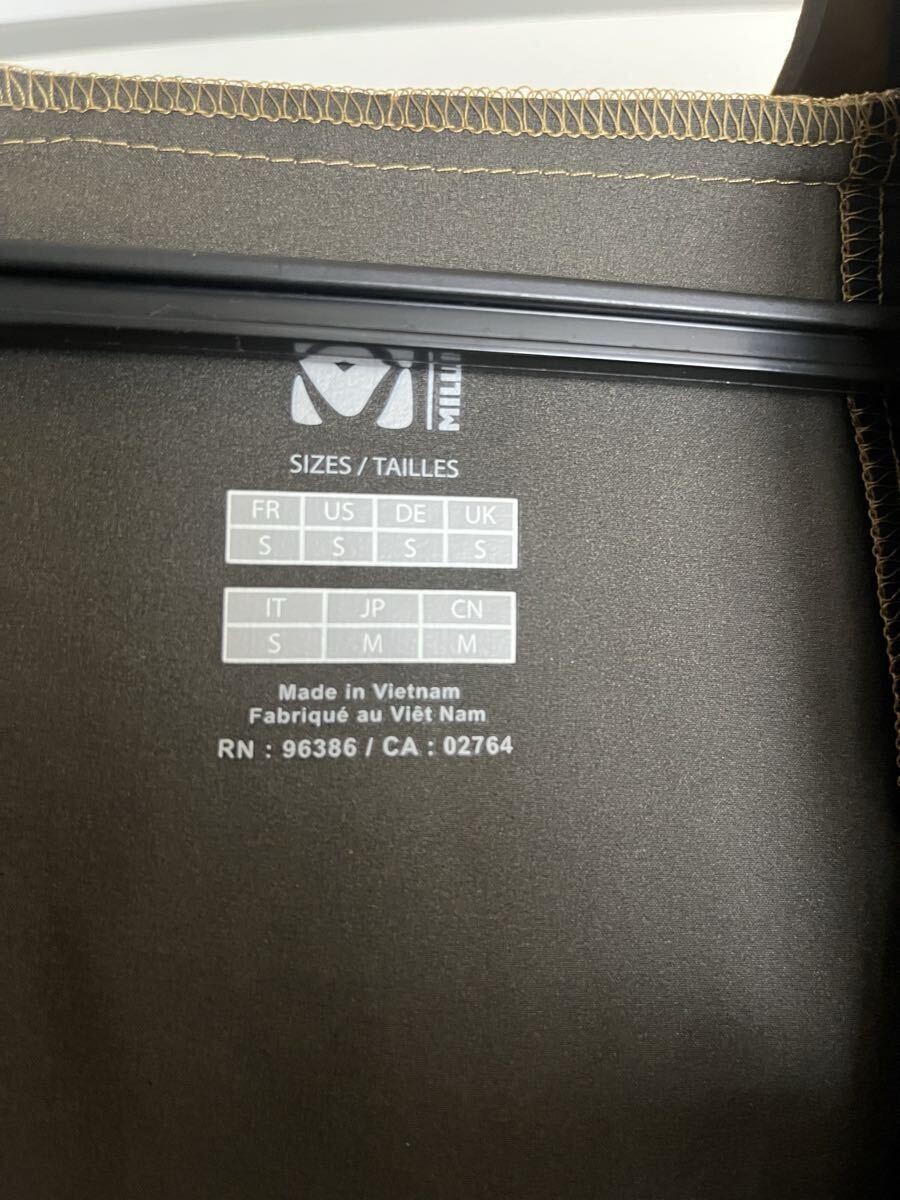 SIZES / TAILLES
FR US DE UK
S S S S
IT JP CN
S M M
Made in Vietnam
Fabriqué au Viêt Nam
RN : 96386 / CA : 02764